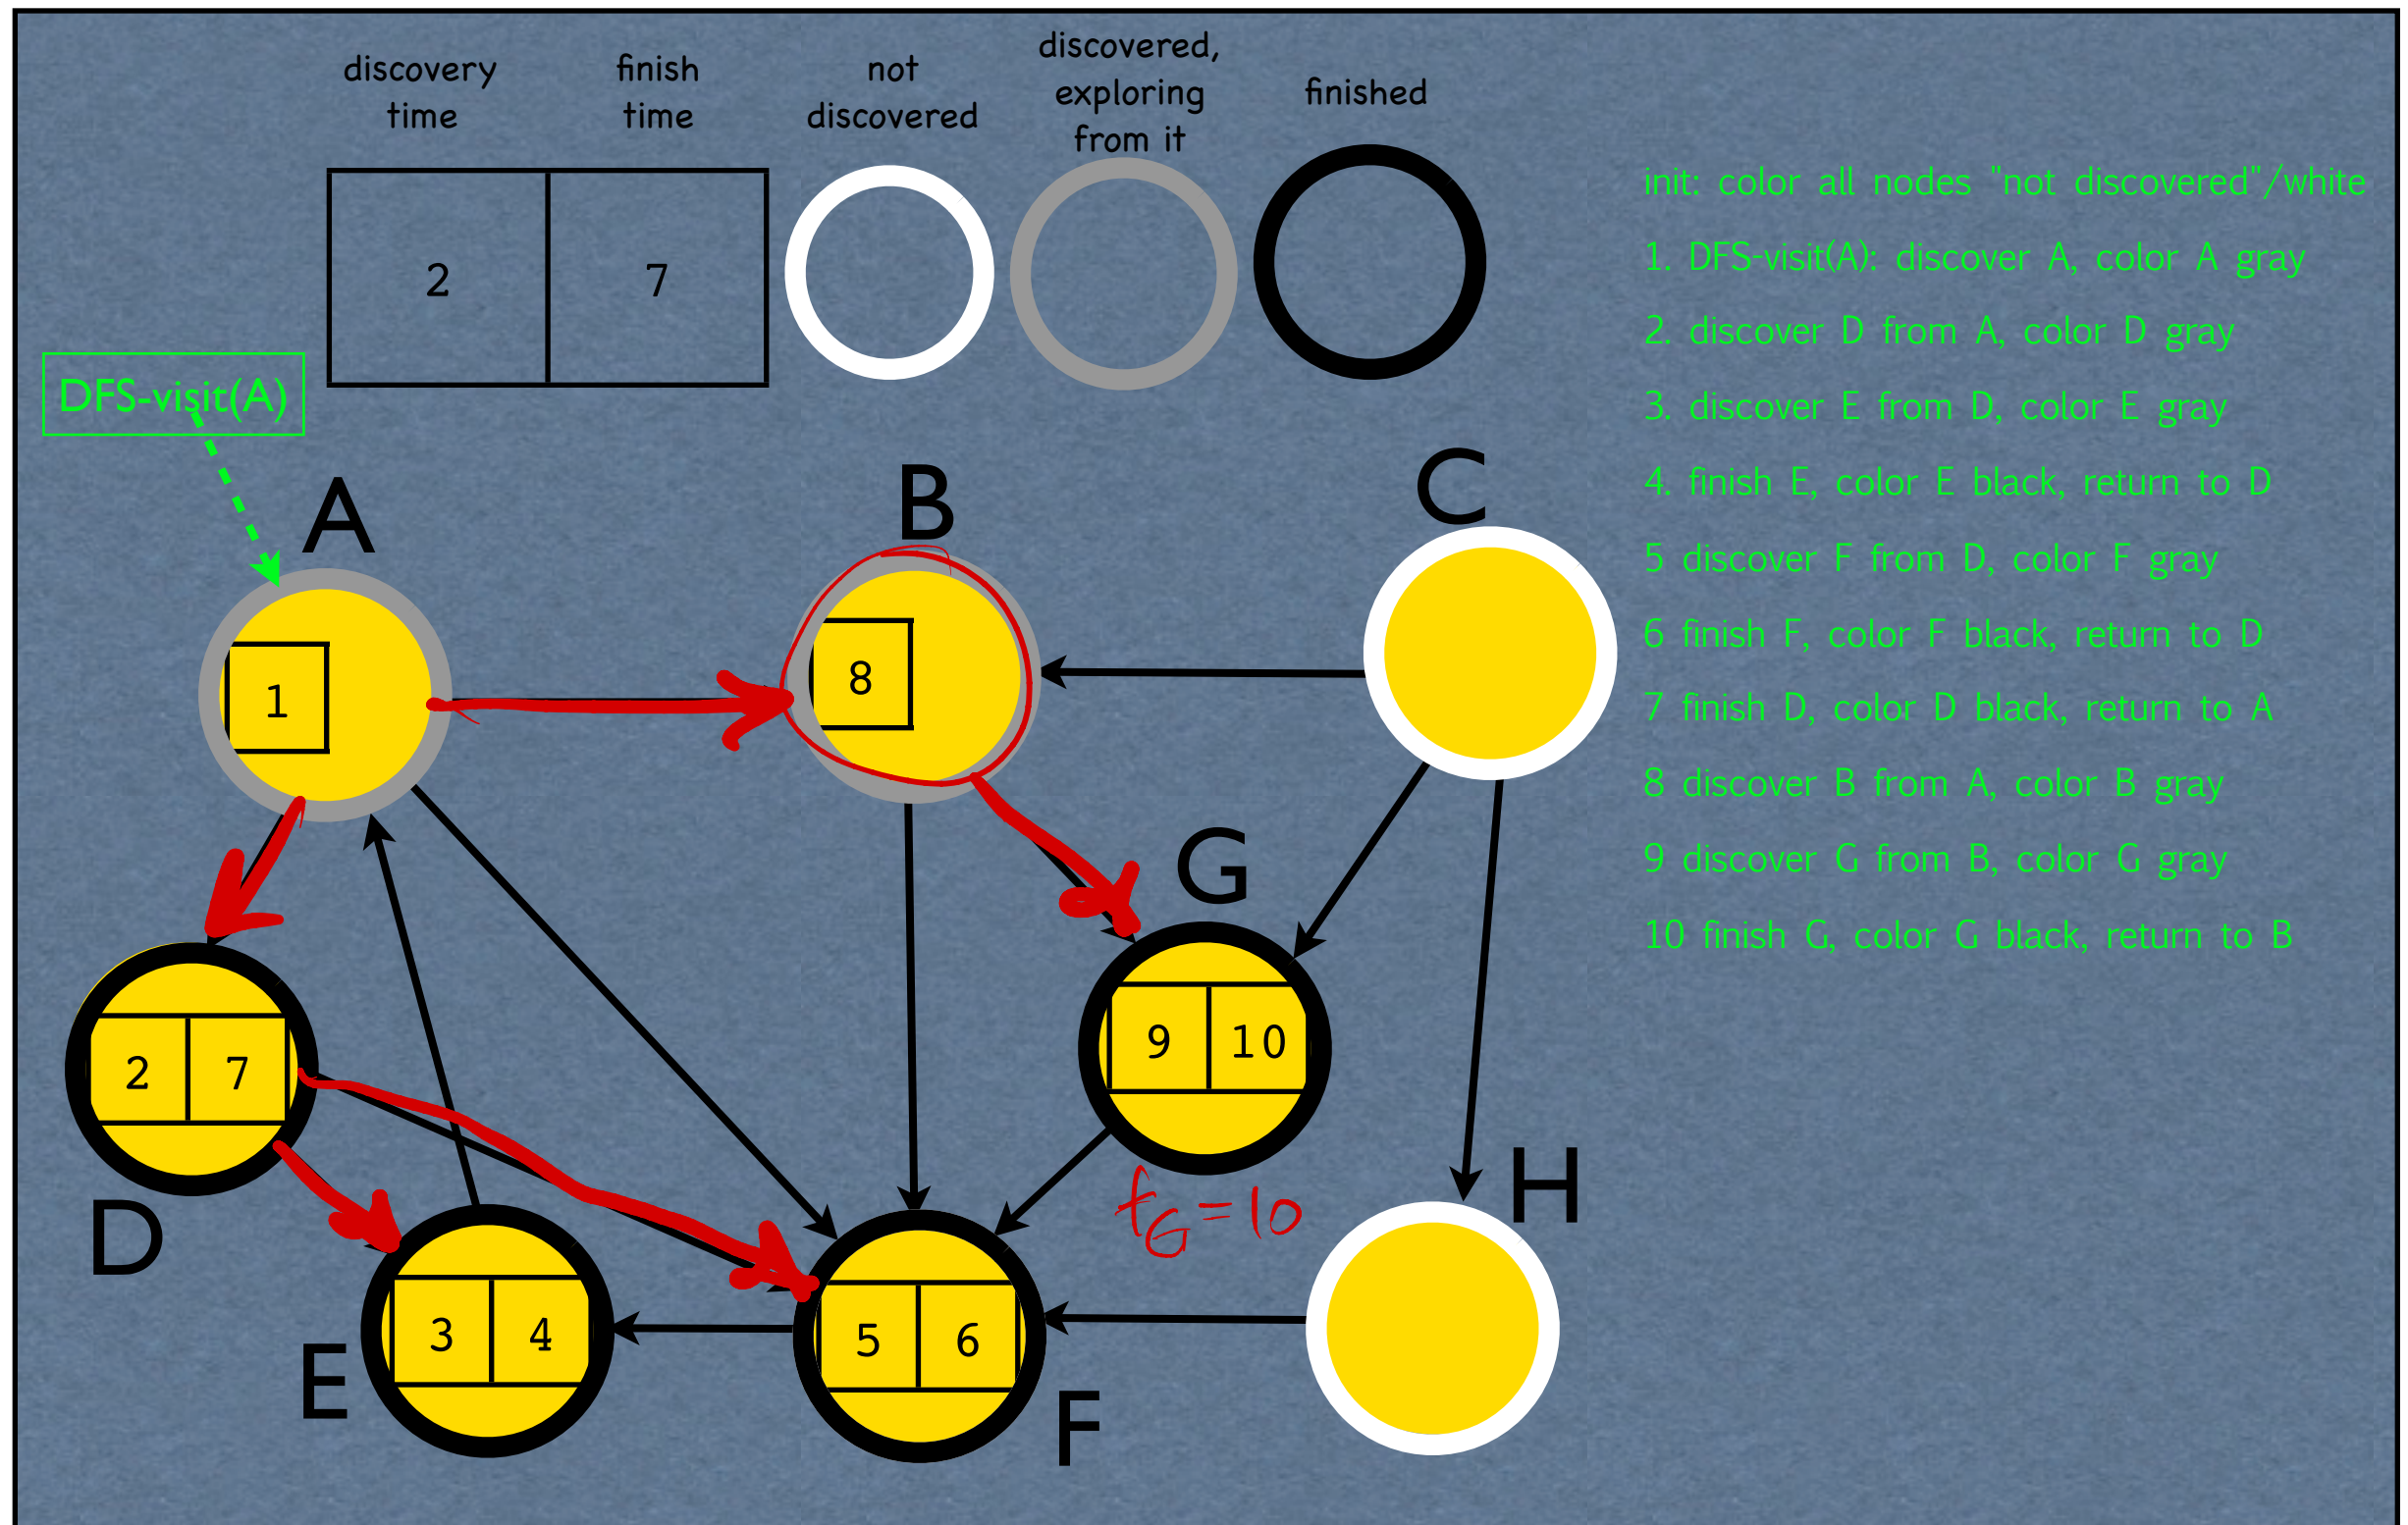 discovery
time
finish
time
not
discovered
discovered,
exploring
from it
finished
2 7
init: color all nodes "not discovered"/white
1. DFS-visit(A): discover A, color A gray
2. discover D from A, color D gray
3. discover E from D, color E gray
4. finish E, color E black, return to D
5 discover F from D, color F gray
6 finish F, color F black, return to D
7 finish D, color D black, return to A
8 discover B from A, color B gray
9 discover G from B, color G gray
10 finish G, color G black, return to B
DFS-visit(A)
A
B
C
1
8
G
9 10
2 7
D
H
fG=10
E
3 4
5 6
F